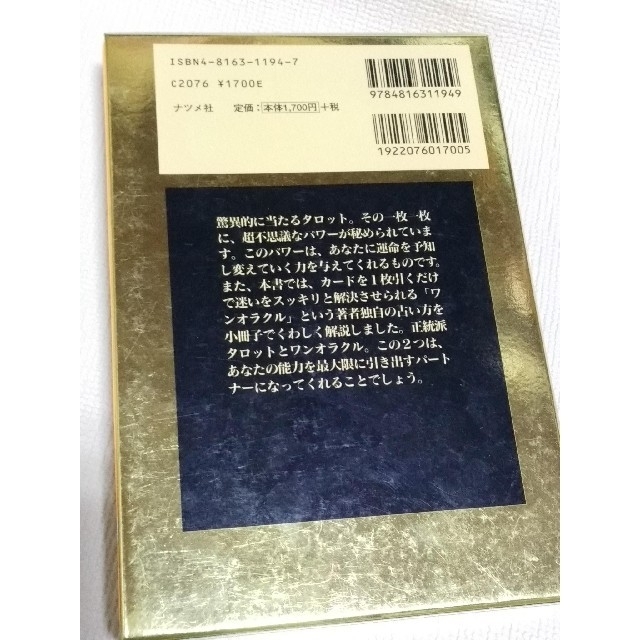 ISBN4-8163-1194-7
C2076 ¥1700E
ナツメ社 定価:本体1,700円+税
9784816311949
1922076017005
驚異的に当たるタロット。その一枚一枚
に、超不思議なパワーが秘められていま
す。このパワーは、あなたに運命を予知
し変えていく力を与えてくれるものです。
また、本書では、カードを1枚引くだけ
で迷いをスッキリと解決させられる「ワ
ンオラクル」という著者独自の占い方を
小冊子でくわしく解説しました。正統派
タロットとワンオラクル。この2つは、
あなたの能力を最大限に引き出すパート
ナーになってくれることでしょう。